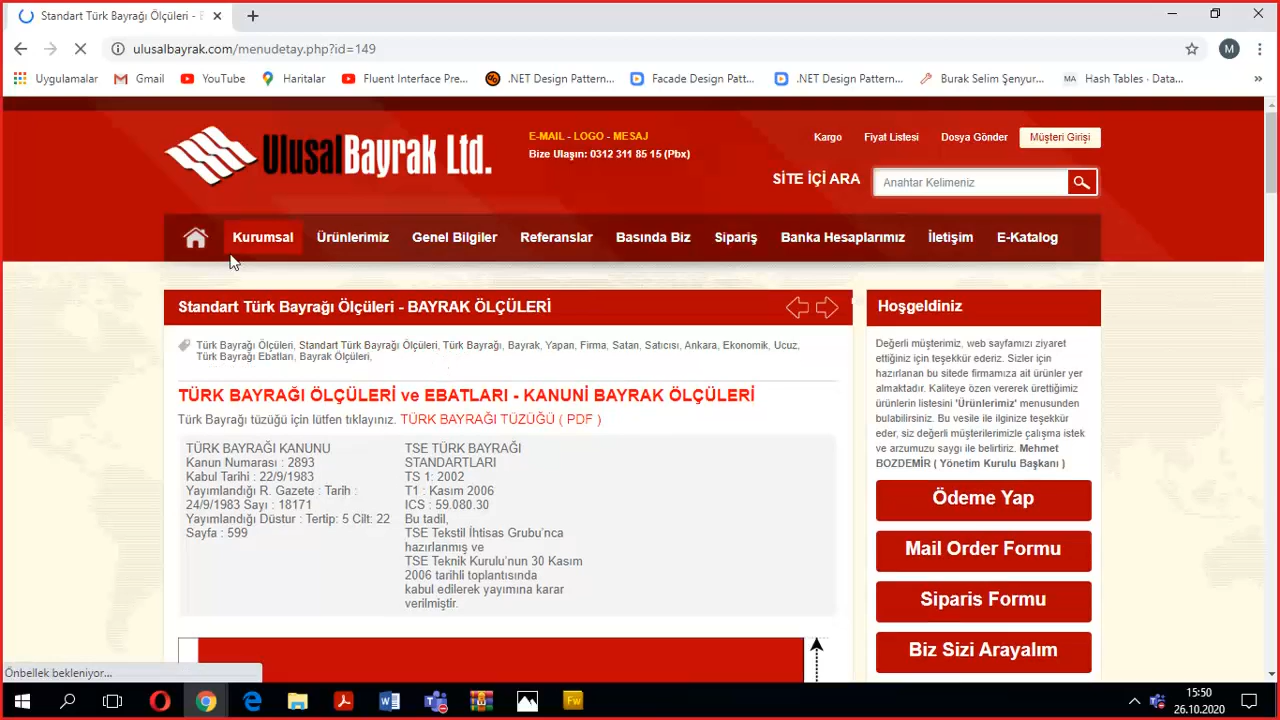 Standart Türk Bayrağı Ölçüleri - B
ulusalbayrak.com/menudetay.php?id=149
M
Uygulamalar Gmail YouTube Haritalar Fluent Interface Pre... .NET Design Pattern... Facade Design Patt... .NET Design Pattern... Burak Selim Şenyur... MA Hash Tables - Data... »
UlusalBayrak Ltd.
E-MAIL - LOGO - MESAJ
Bize Ulaşın: 0312 311 85 15 (Pbx)
Kargo Fiyat Listesi Dosya Gönder Müşteri Girişi
SİTE İÇİ ARA Anahtar Kelimeniz
Kurumsal Ürünlerimiz Genel Bilgiler Referanslar Basında Biz Sipariş Banka Hesaplarımız İletişim E-Katalog
Standart Türk Bayrağı Ölçüleri - BAYRAK ÖLÇÜLERİ
Türk Bayrağı Ölçüleri, Standart Türk Bayrağı Ölçüleri, Türk Bayrağı, Bayrak, Yapan, Firma, Satan, Satıcısı, Ankara, Ekonomik, Ucuz,
Türk Bayrağı Ebatları, Bayrak Ölçüleri,
TÜRK BAYRAĞI ÖLÇÜLERİ ve EBATLARI - KANUNİ BAYRAK ÖLÇÜLERİ
Türk Bayrağı tüzüğü için lütfen tıklayınız. TÜRK BAYRAĞI TÜZÜĞÜ ( PDF )
TÜRK BAYRAĞI KANUNU
Kanun Numarası : 2893
Kabul Tarihi : 22/9/1983
Yayımlandığı R. Gazete : Tarih :
24/9/1983 Sayı : 18171
Yayımlandığı Düstur : Tertip: 5 Cilt: 22
Sayfa : 599
TSE TÜRK BAYRAĞI
STANDARTLARI
TS 1: 2002
T1 : Kasım 2006
ICS : 59.080.30
Bu tadil,
TSE Tekstil İhtisas Grubu'nca
hazırlanmış ve
TSE Teknik Kurulu'nun 30 Kasım
2006 tarihli toplantısında
kabul edilerek yayımına karar
verilmiştir.
Hoşgeldiniz
Değerli müşterimiz, web sayfamızı ziyaret
ettiğiniz için teşekkür ederiz. Sizler için
hazırlanan bu sitede firmamıza ait ürünler yer
almaktadır. Kaliteye özen vererek ürettiğimiz
ürünlerin listesini 'Ürünlerimiz' menusunden
bulabilirsiniz. Bu vesile ile ilginize teşekkür
eder, siz değerli müşterilerimizle çalışma istek
ve arzumuzu saygı ile belirtiriz. Mehmet
BOZDEMİR ( Yönetim Kurulu Başkanı )
Ödeme Yap
Mail Order Formu
Siparis Formu
Biz Sizi Arayalım
Önbellek bekleniyor...
Fw
15:50
26.10.2020